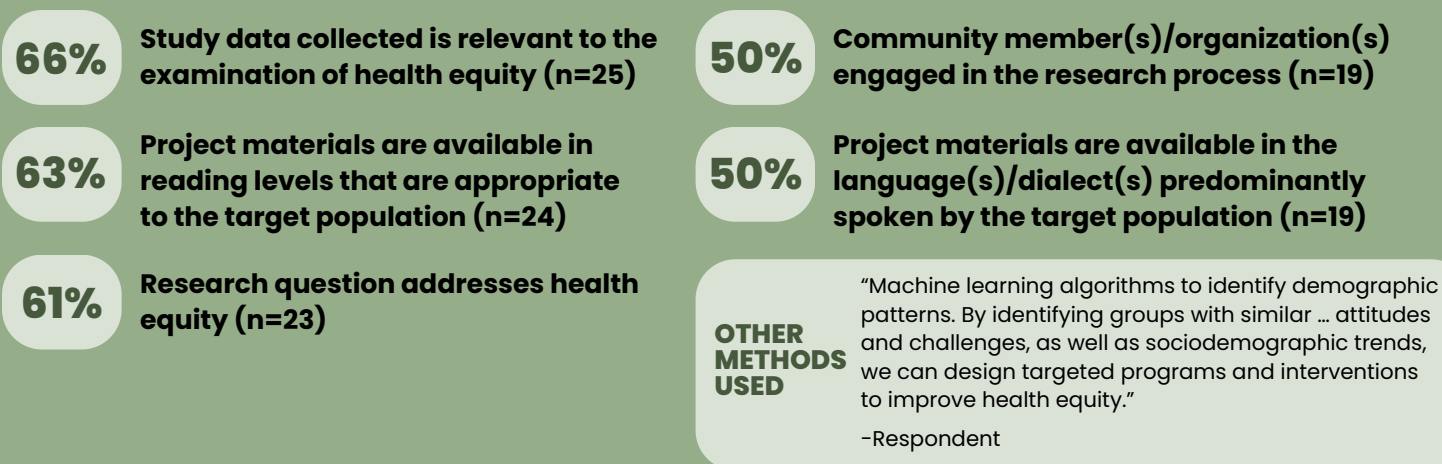 66%
Study data collected is relevant to the
examination of health equity (n=25)
63%
Project materials are available in
reading levels that are appropriate
to the target population (n=24)
61%
Research question addresses health
equity (n=23)
50%
Community member(s)/organization(s)
engaged in the research process (n=19)
50%
Project materials are available in the
language(s)/dialect(s) predominantly
spoken by the target population (n=19)
OTHER
METHODS
USED
“Machine learning algorithms to identify demographic
patterns. By identifying groups with similar … attitudes
and challenges, as well as sociodemographic trends,
we can design targeted programs and interventions
to improve health equity.”
-Respondent